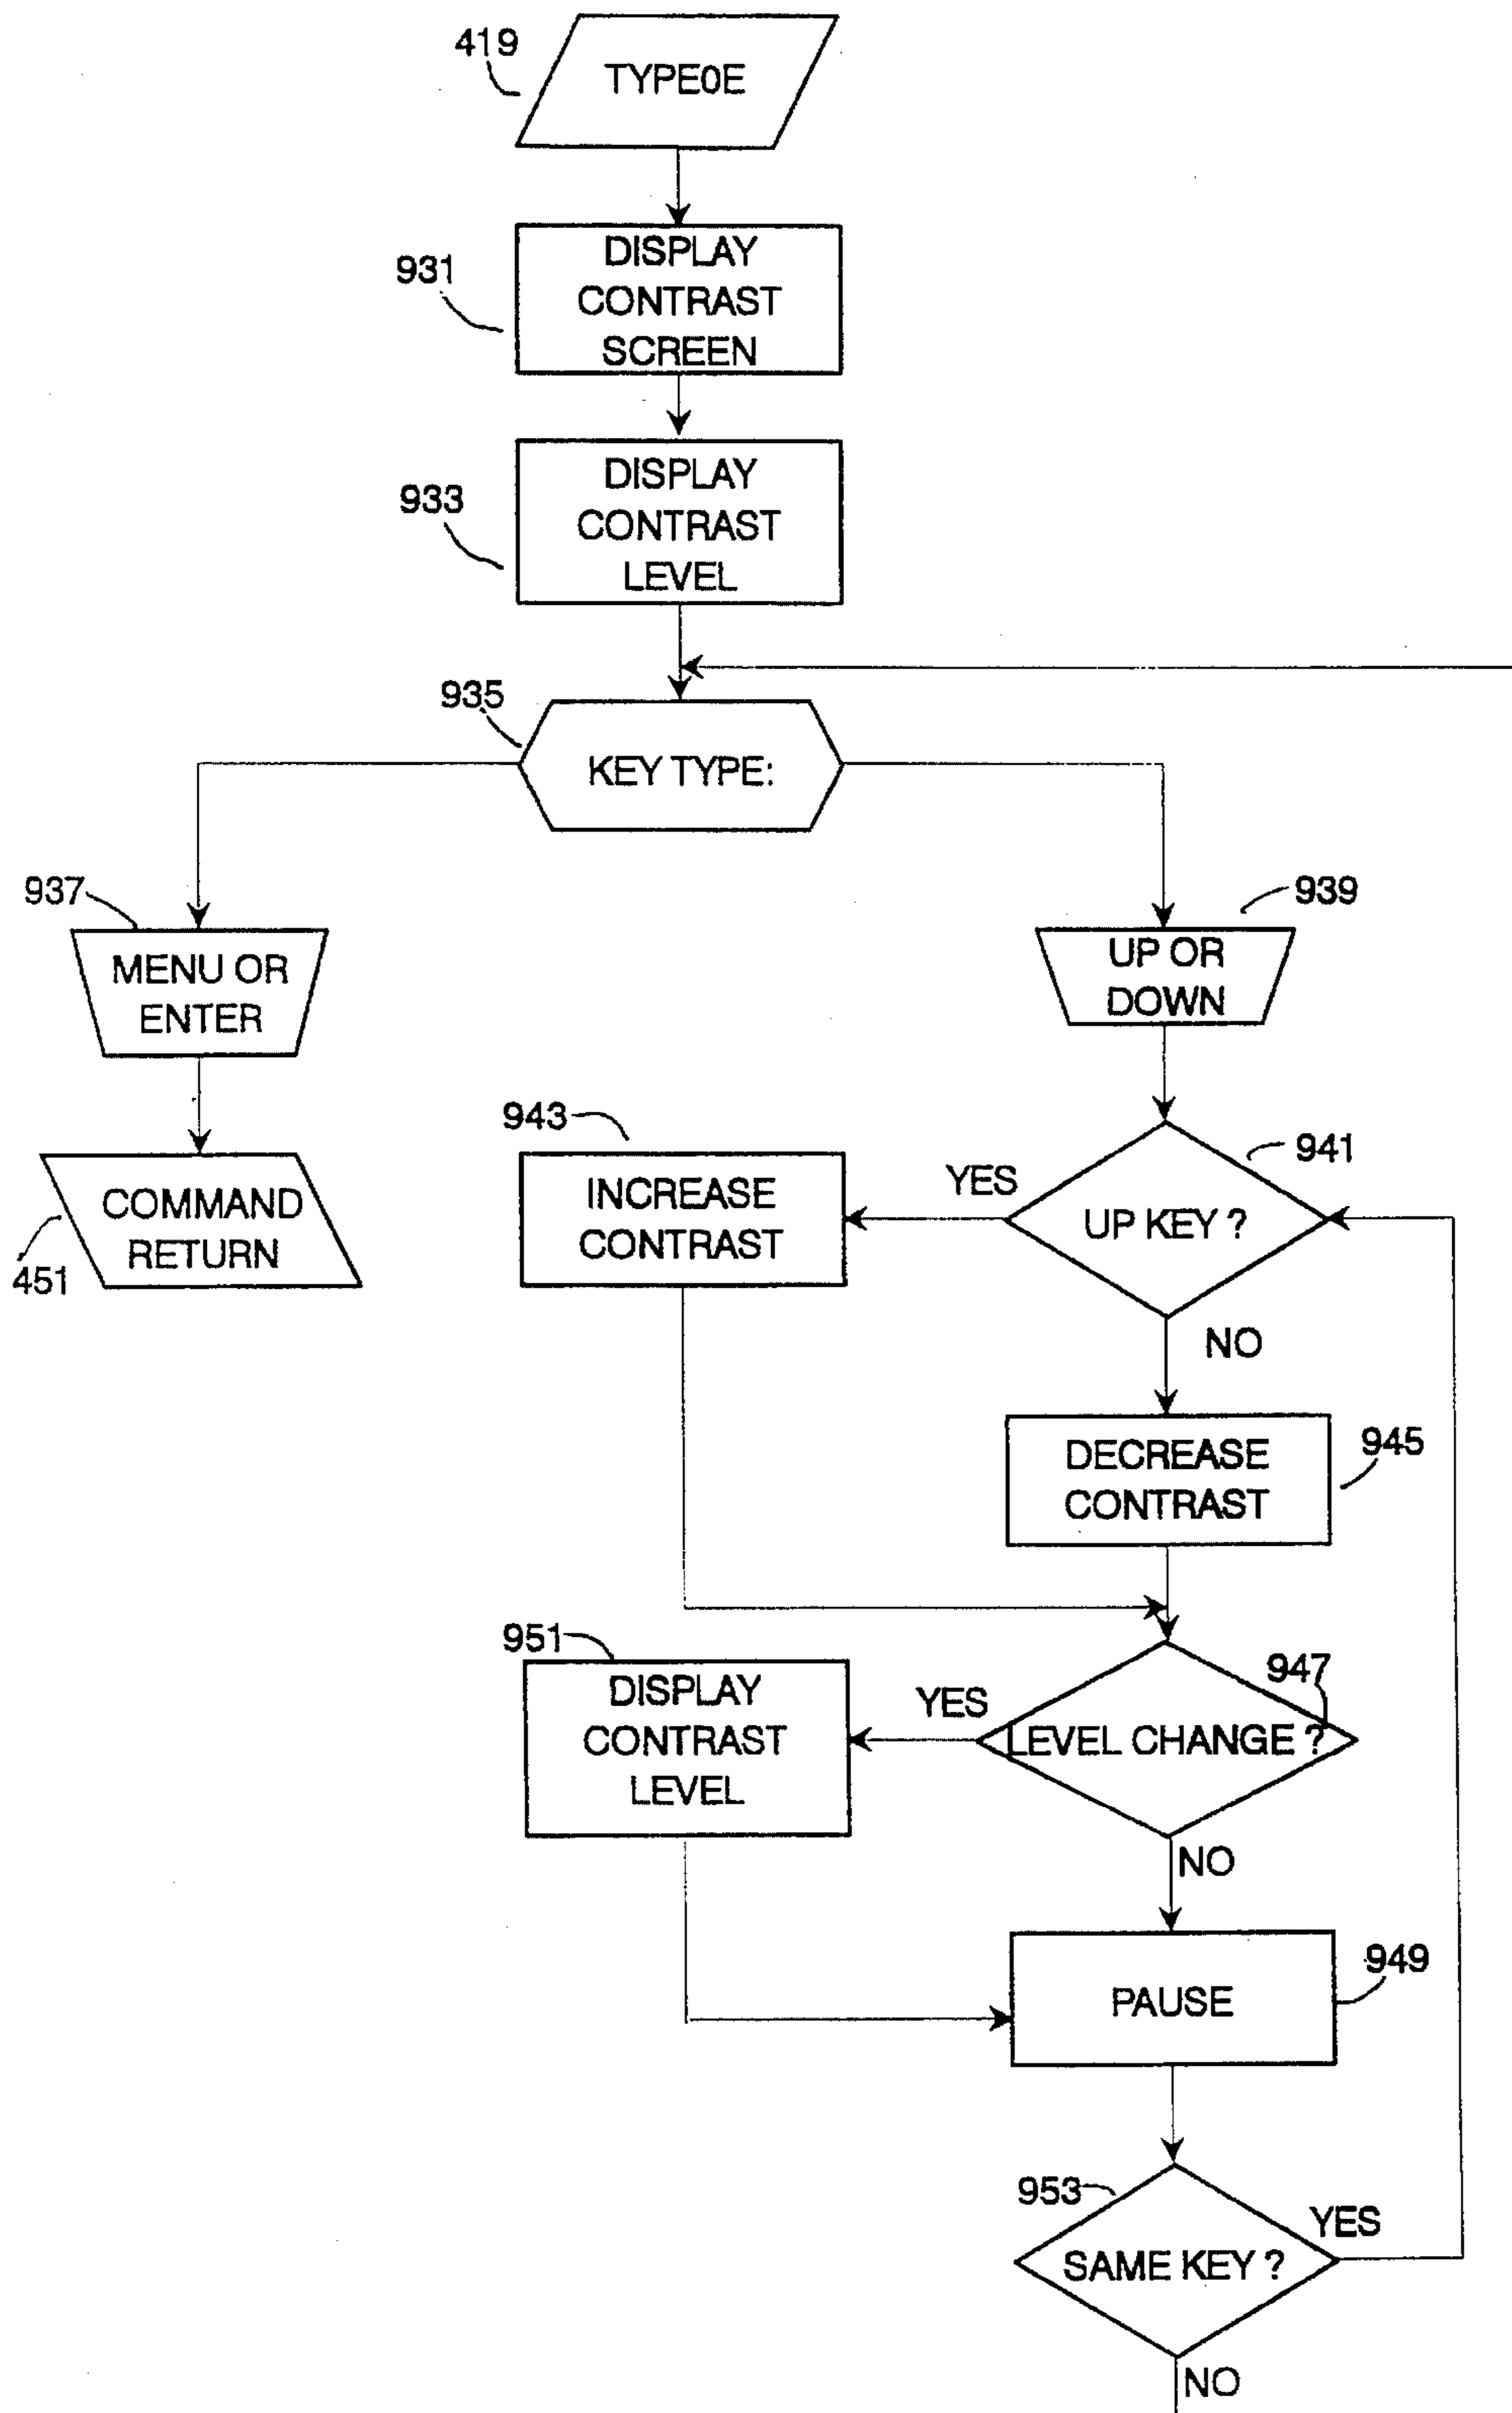 419
TYPE0E
931
DISPLAY
CONTRAST
SCREEN
933
DISPLAY
CONTRAST
LEVEL
935
KEY TYPE:
937
MENU OR
ENTER
939
UP OR
DOWN
451
COMMAND
RETURN
943
INCREASE
CONTRAST
YES
941
UP KEY ?
NO
DECREASE
CONTRAST
945
951
DISPLAY
CONTRAST
LEVEL
YES
947
LEVEL CHANGE ?
NO
PAUSE
949
953
SAME KEY ?
YES
NO